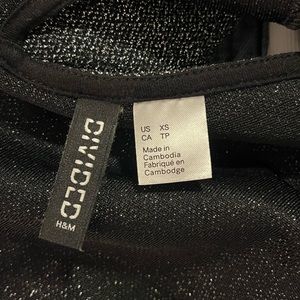 DIVIDED
H&M
US XS
CA TP
Made in
Cambodia
Fabriqué en
Cambodge